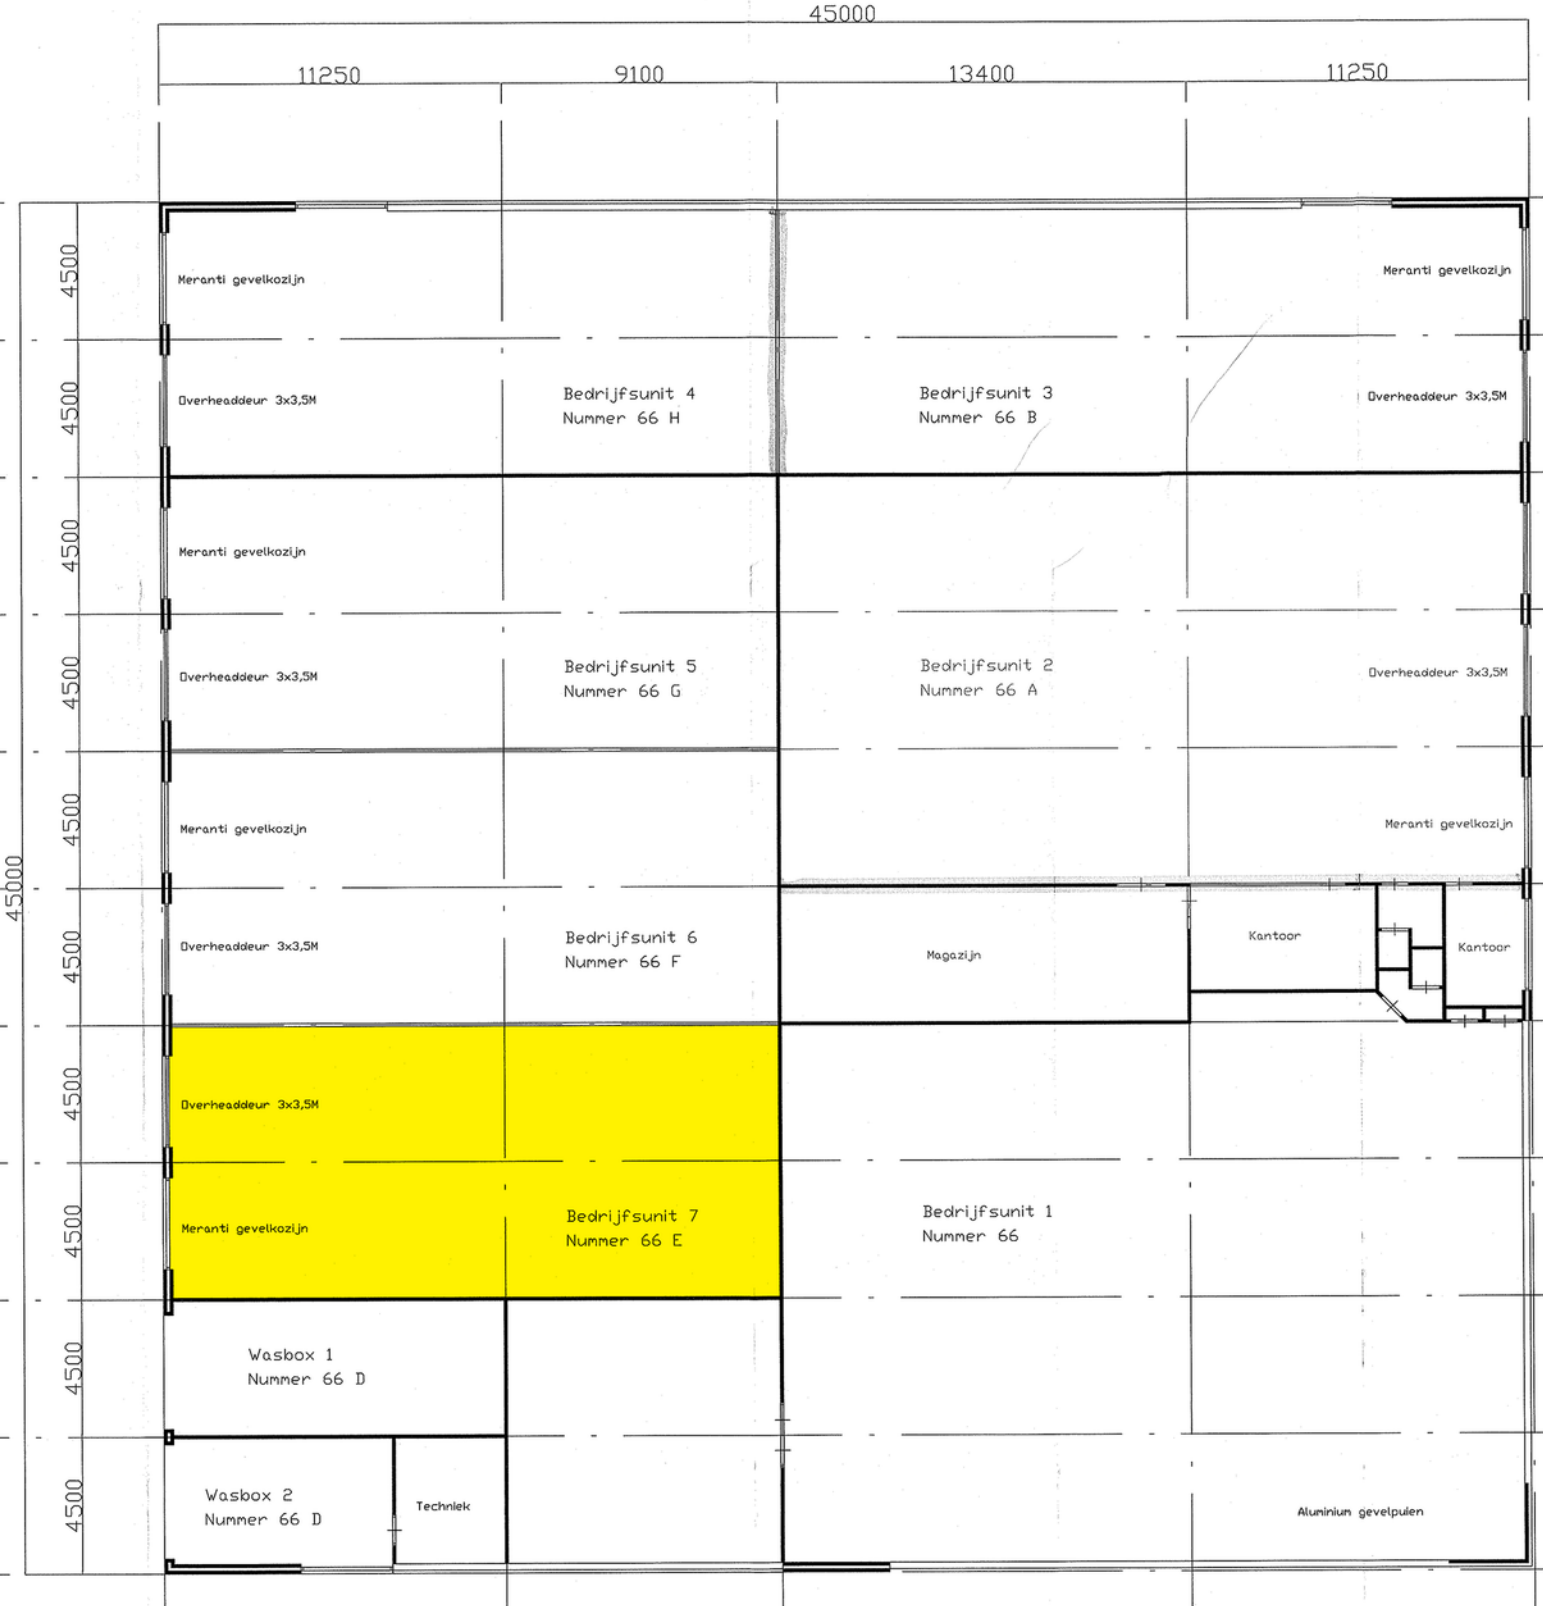 45000
11250 9100 13400 11250
4500
Meranti gevelkozijn
Meranti gevelkozijn
4500
Overheaddeur 3x3,5M
Bedrijfsunit 4
Nummer 66 H
Bedrijfsunit 3
Nummer 66 B
Overheaddeur 3x3,5M
4500
Meranti gevelkozijn
4500
Overheaddeur 3x3,5M
Bedrijfsunit 5
Nummer 66 G
Bedrijfsunit 2
Nummer 66 A
Overheaddeur 3x3,5M
4500
Meranti gevelkozijn
Meranti gevelkozijn
45000
4500
Overheaddeur 3x3,5M
Bedrijfsunit 6
Nummer 66 F
Magazijn
Kantoor
Kantoor
4500
Overheaddeur 3x3,5M
4500
Meranti gevelkozijn
Bedrijfsunit 7
Nummer 66 E
Bedrijfsunit 1
Nummer 66
4500
Wasbox 1
Nummer 66 D
4500
Wasbox 2
Nummer 66 D
Techniek
Aluminium gevelpuien